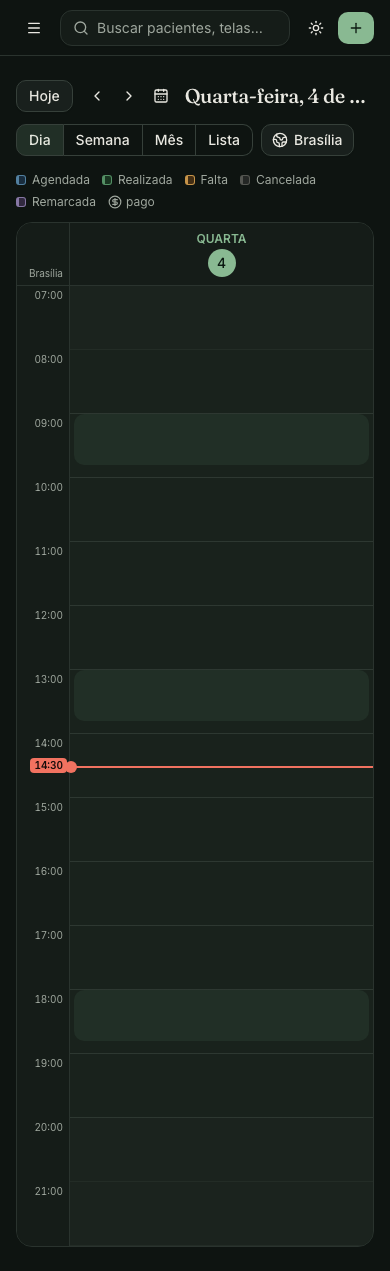 Buscar pacientes, telas...
Hoje
Quarta-feira, 4 de ...
Dia
Semana
Mês
Lista
Brasília
Agendada
Realizada
Falta
Cancelada
Remarcada
pago
QUARTA
4
Brasília
07:00
08:00
09:00
10:00
11:00
12:00
13:00
14:00
14:30
15:00
16:00
17:00
18:00
19:00
20:00
21:00